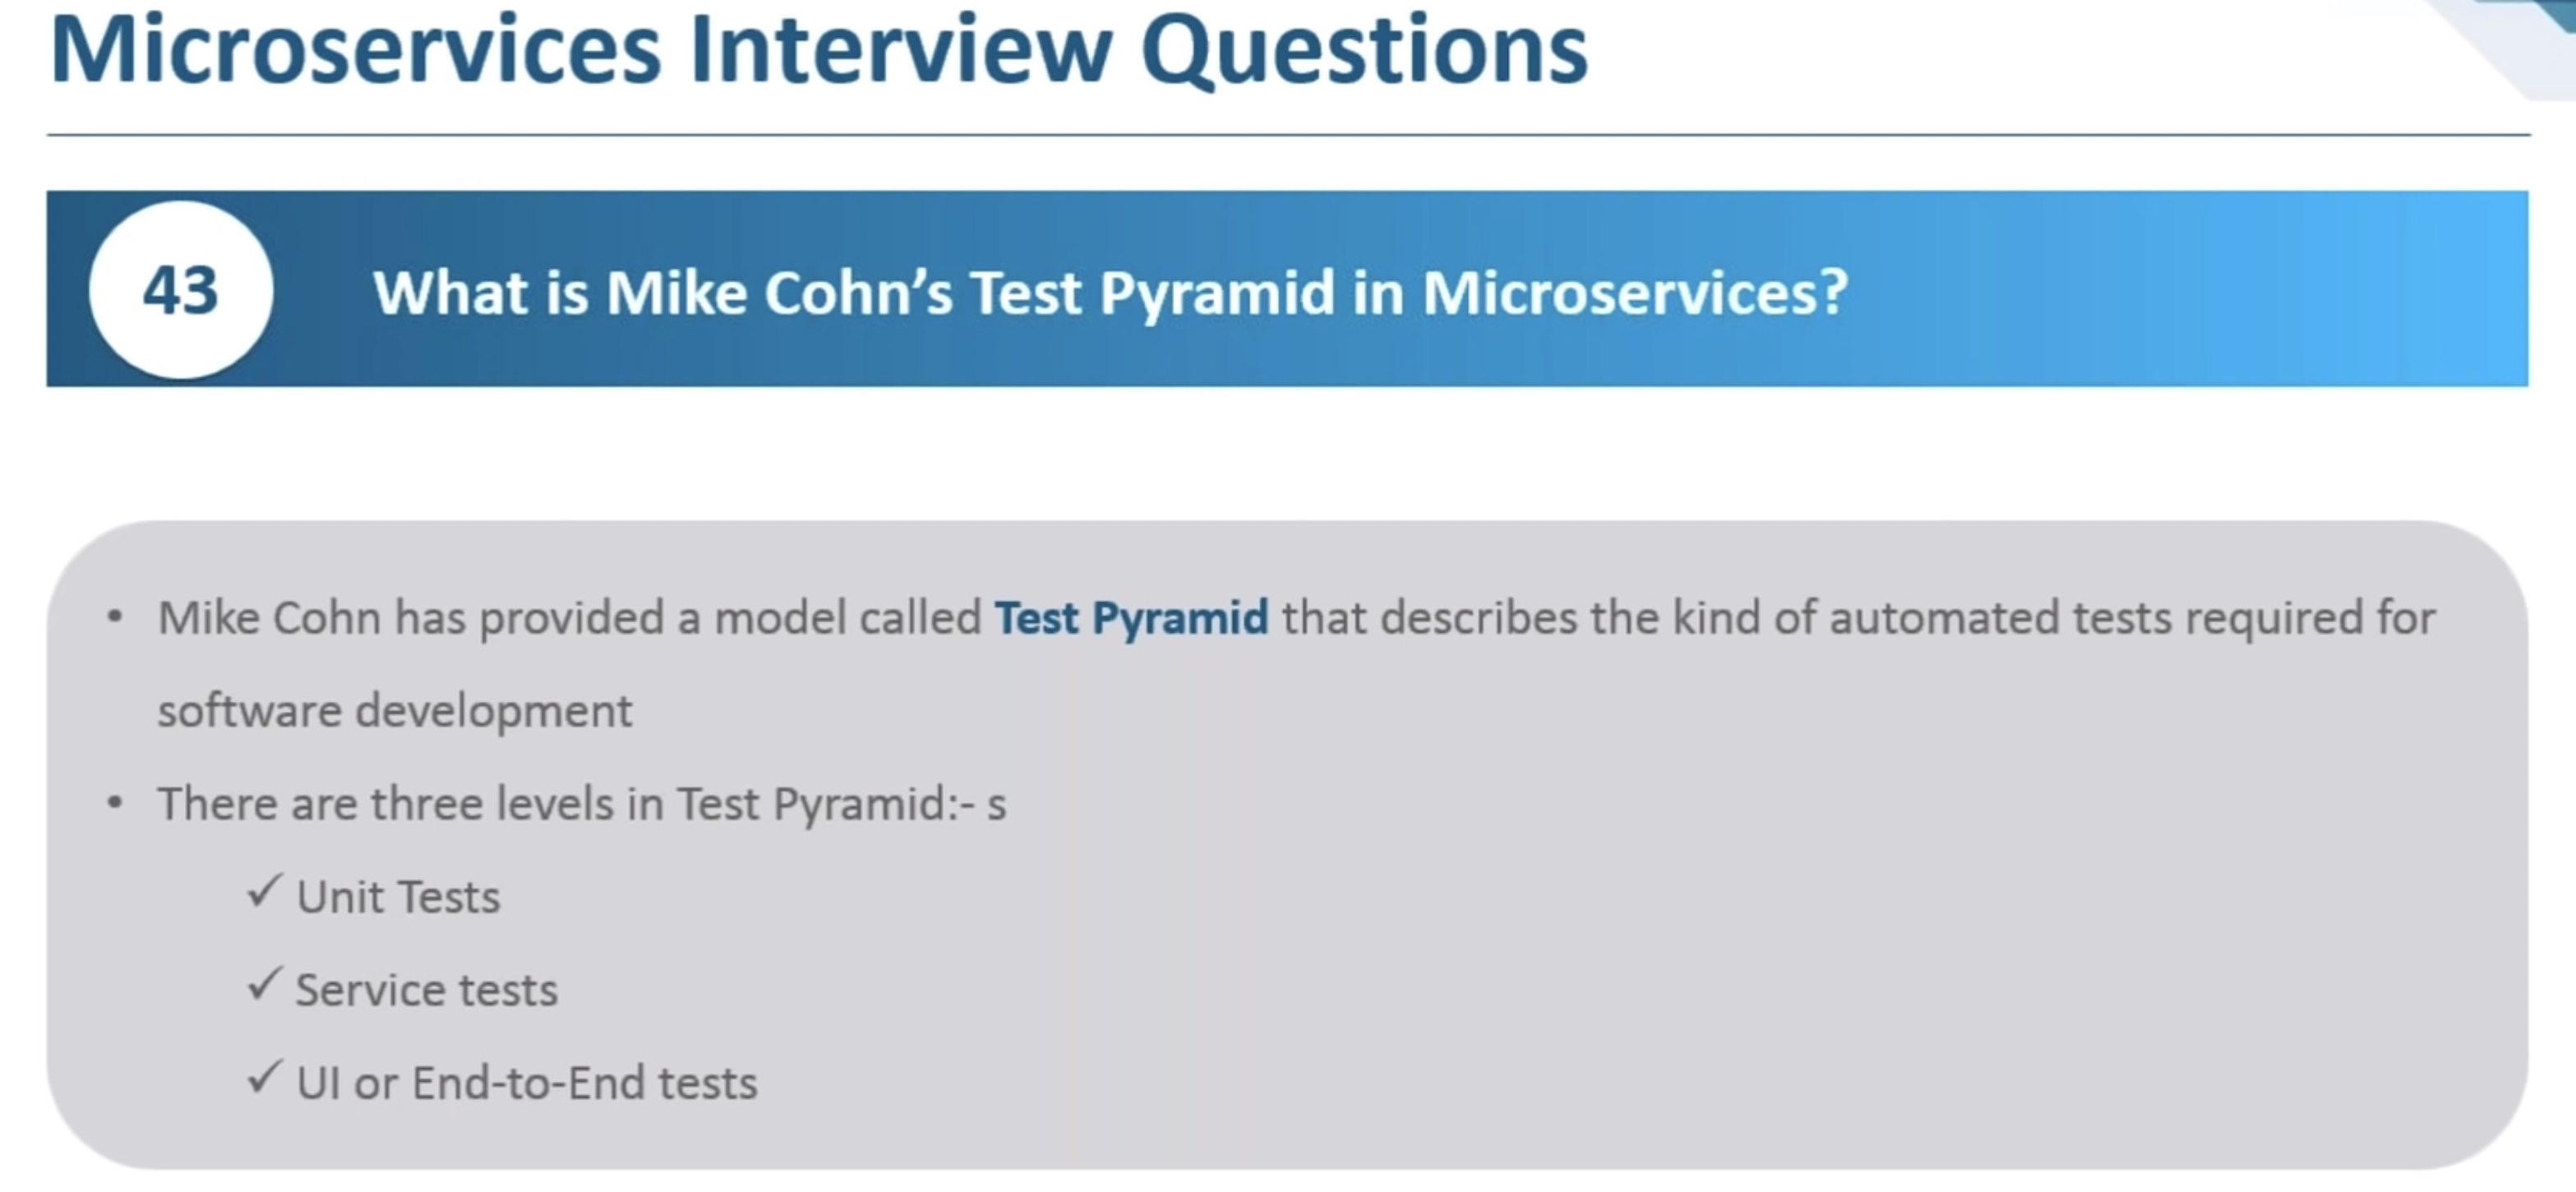 Microservices Interview Questions
43
What is Mike Cohn’s Test Pyramid in Microservices?
• Mike Cohn has provided a model called Test Pyramid that describes the kind of automated tests required for
software development
• There are three levels in Test Pyramid:- s
✓ Unit Tests
✓ Service tests
✓ UI or End-to-End tests